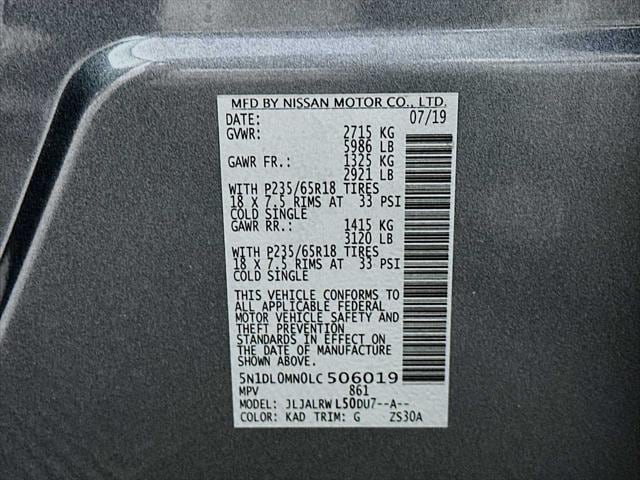 MFD BY NISSAN MOTOR CO., LTD.
DATE: 07/19
GVWR: 2715 KG
5986 LB
GAWR FR.: 1325 KG
2921 LB
WITH P235/65R18 TIRES
18 X 7.5 RIMS AT 33 PSI
COLD SINGLE
GAWR RR.: 1415 KG
3120 LB
WITH P235/65R18 TIRES
18 X 7.5 RIMS AT 33 PSI
COLD SINGLE
THIS VEHICLE CONFORMS TO
ALL APPLICABLE FEDERAL
MOTOR VEHICLE SAFETY AND
THEFT PREVENTION
STANDARDS IN EFFECT ON
THE DATE OF MANUFACTURE
SHOWN ABOVE.
5N1DL0MN0LC 506019
MPV 861
MODEL: JLJALRW L50DU7--A--
COLOR: KAD TRIM: G ZS30A